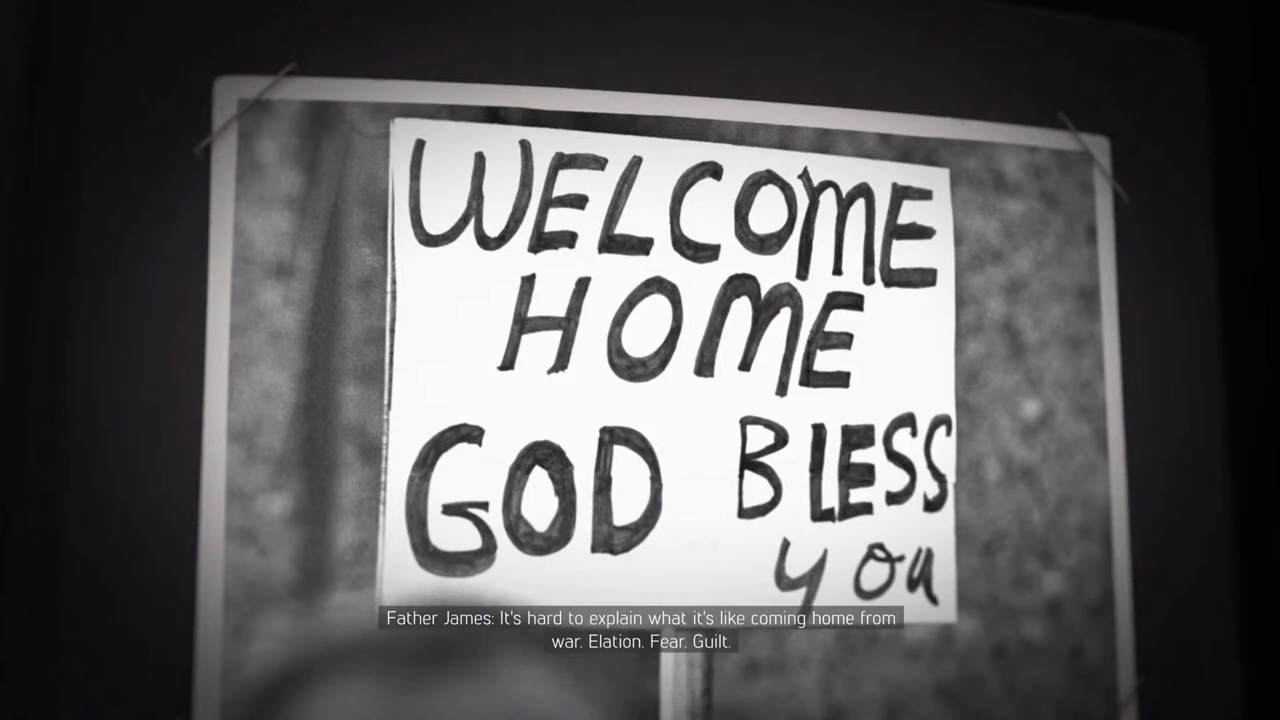 WELCOME
HOME
GOD BLESS
you
Father James: It's hard to explain what it's like coming home from
war. Elation. Fear. Guilt.